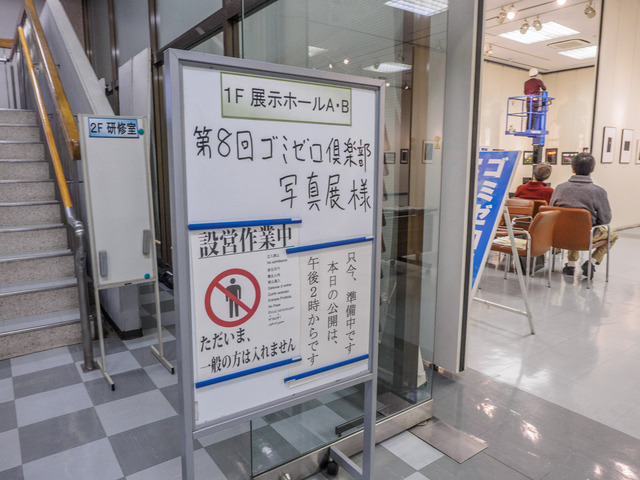 2F 研修室
1F 展示ホールA・B
第8回ゴミゼロ倶楽部
写真展 様
設営作業中
ただいま、
一般の方は入れません
只今、準備中です
本日の公開は、
午後2時からです
ゴミゼ